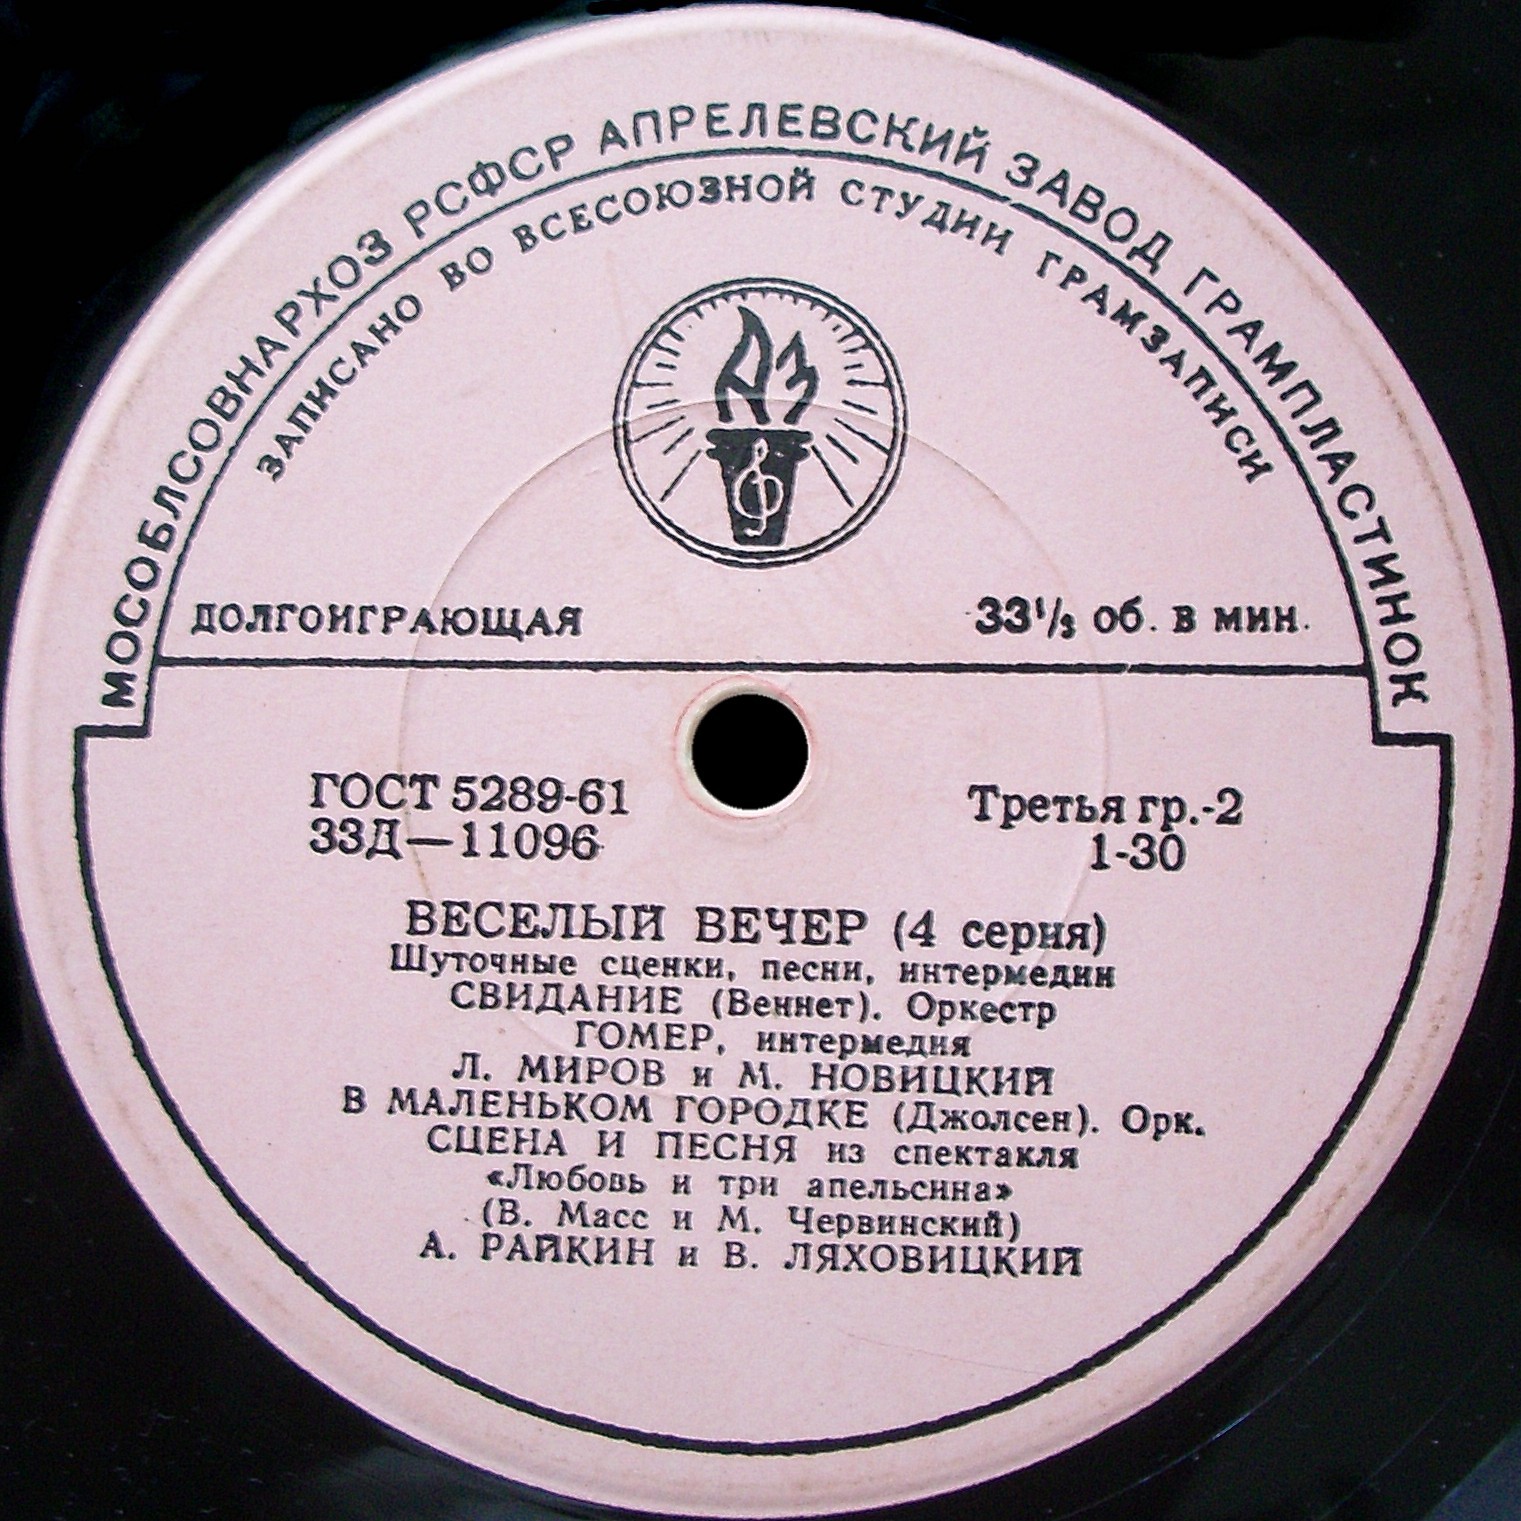 МОСОБЛСОВНАРХОЗ РСФСР АПРЕЛЕВСКИЙ ЗАВОД ГРАМПЛАСТИНОК
ЗАПИСАНО ВО ВСЕСОЮЗНОЙ СТУДИИ ГРАМЗАПИСИ
АЗ
ДОЛГОИГРАЮЩАЯ 33⅓ об. в мин.
ГОСТ 5289-61 Третья гр.-2
33Д—11096 1-30
ВЕСЕЛЫЙ ВЕЧЕР (4 серия)
Шуточные сценки, песни, интермедии
СВИДАНИЕ (Веннет). Оркестр
ГОМЕР, интермедия
Л. МИРОВ и М. НОВИЦКИЙ
В МАЛЕНЬКОМ ГОРОДКЕ (Джолсен). Орк.
СЦЕНА И ПЕСНЯ из спектакля
«Любовь и три апельсина»
(В. Масс и М. Червинский)
А. РАЙКИН и В. ЛЯХОВИЦКИЙ